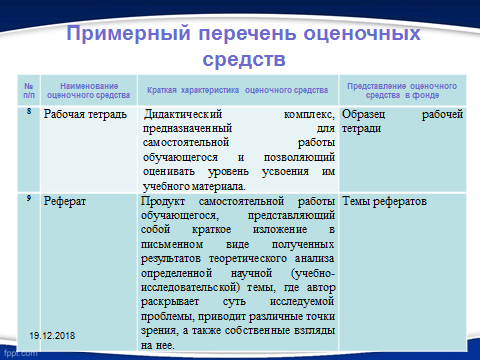 Примерный перечень оценочных
средств
№
п/п
Наименование
оценочного средства
Краткая характеристика оценочного средства
Представление оценочного
средства в фонде
8
Рабочая тетрадь
Дидактический комплекс,
предназначенный для
самостоятельной работы
обучающегося и позволяющий
оценивать уровень усвоения им
учебного материала.
Образец рабочей
тетради
9
Реферат
Продукт самостоятельной работы
обучающегося, представляющий
собой краткое изложение в
письменном виде полученных
результатов теоретического анализа
определенной научной (учебно-
исследовательской) темы, где автор
раскрывает суть исследуемой
проблемы, приводит различные точки
зрения, а также собственные взгляды
на нее.
Темы рефератов
19.12.2018
fppt.com